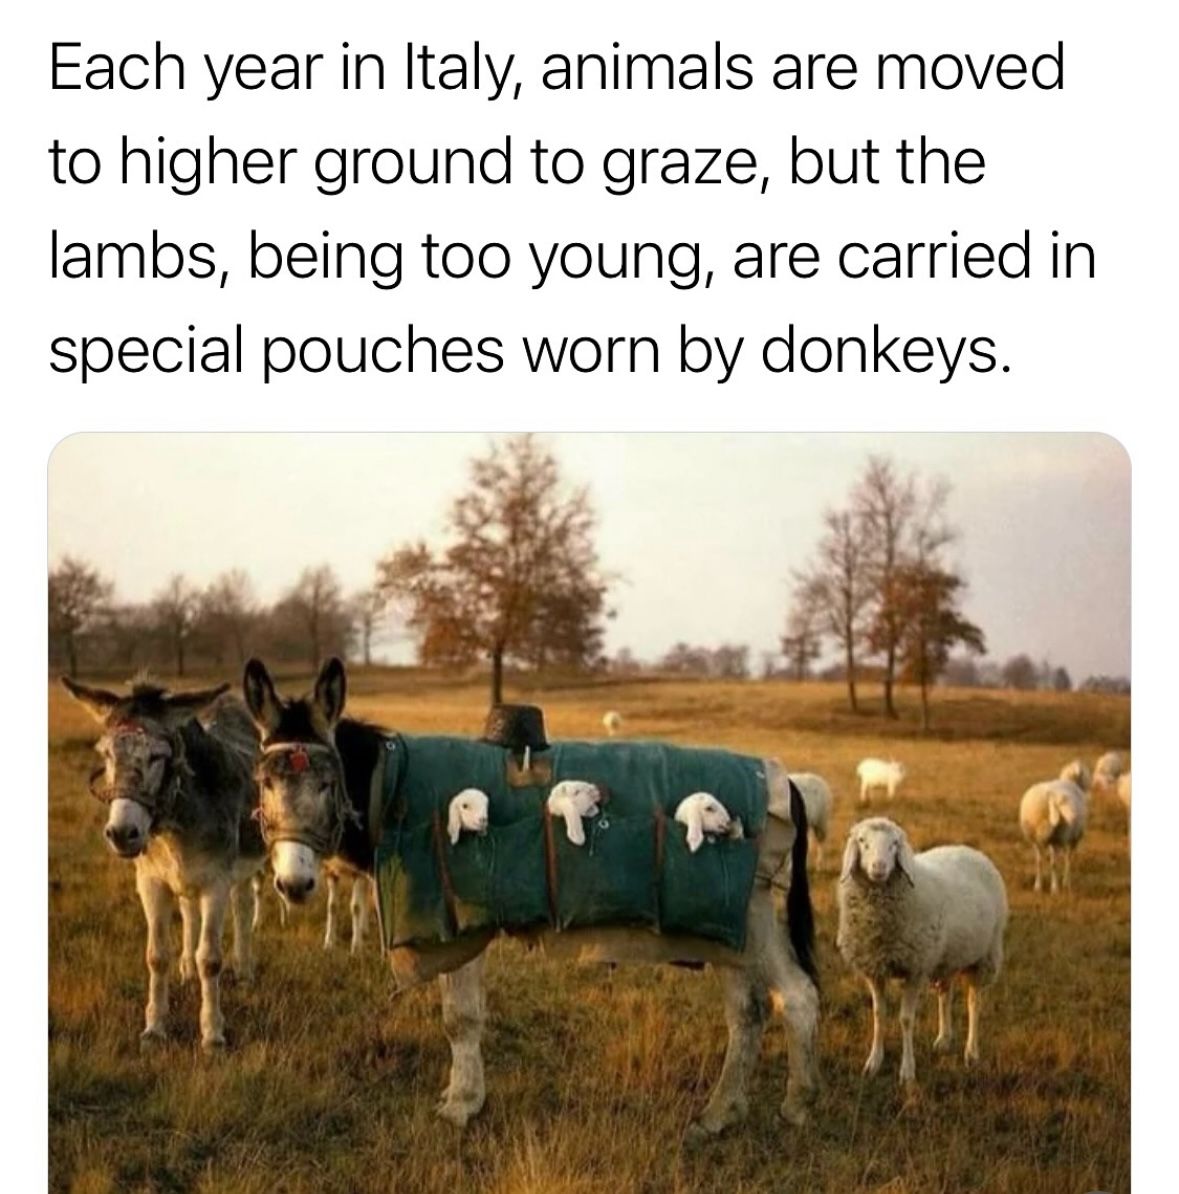 Each year in Italy, animals are moved
to higher ground to graze, but the
lambs, being too young, are carried in
special pouches worn by donkeys.